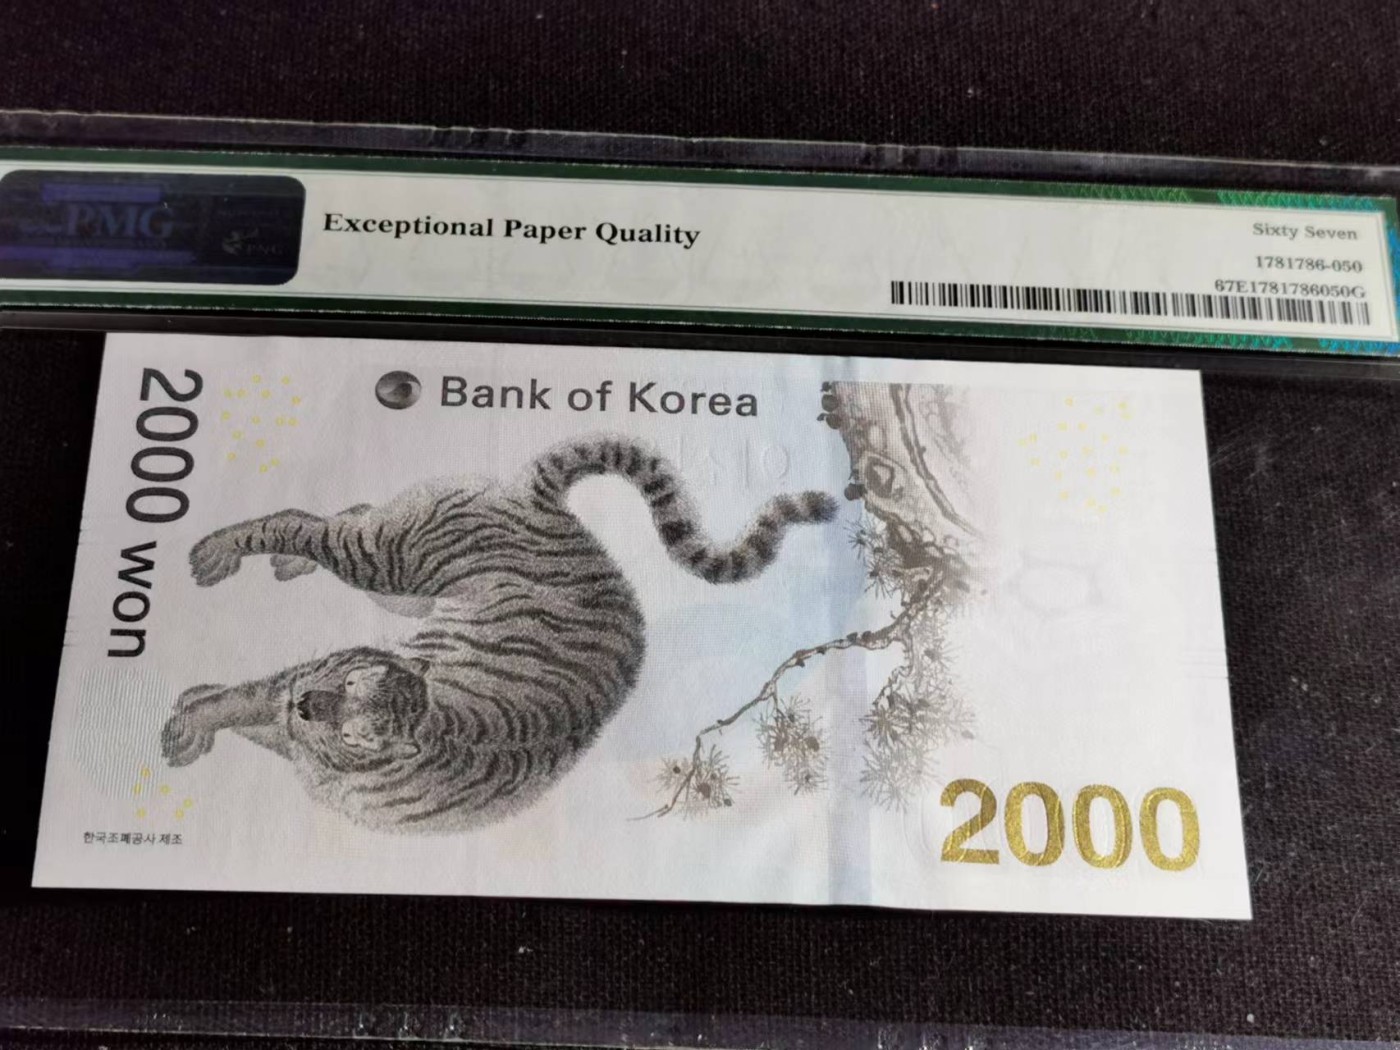 PMG
PMG
Exceptional Paper Quality
Sixty Seven
1781786-050
67E1781786050G
Bank of Korea
2000 won
2000
한국조폐공사 제조